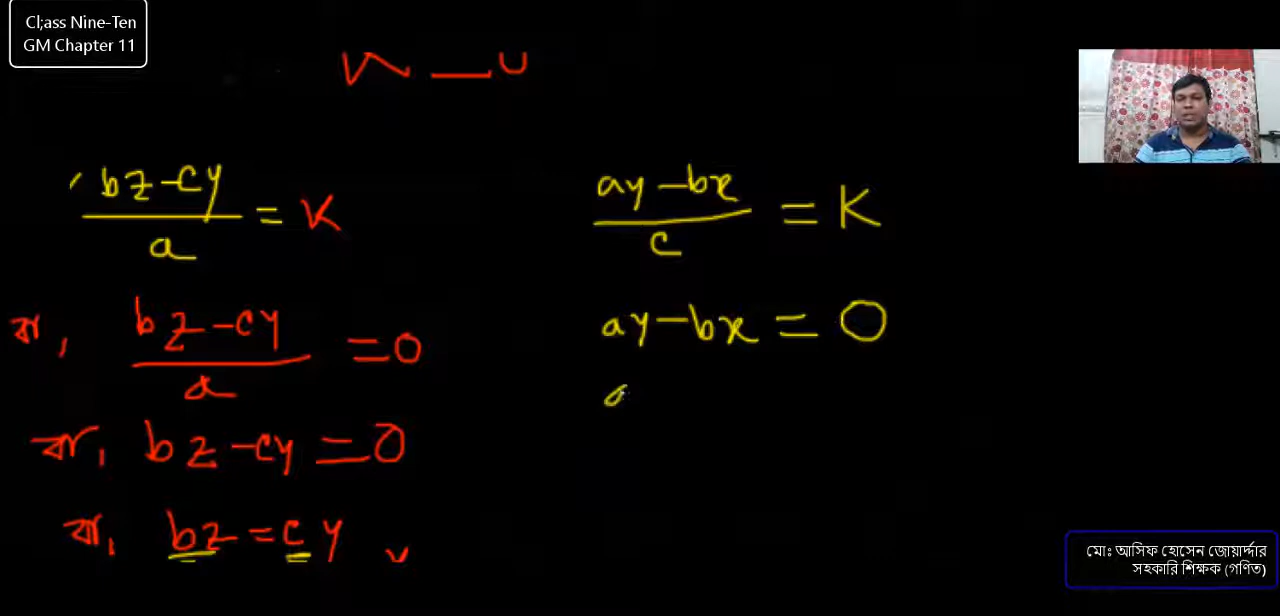 Cl;ass Nine-Ten
GM Chapter 11
K = 0
bz - cy / a = K
বা, bz - cy / a = 0
বা, bz - cy = 0
বা, bz = cy
ay - bx / c = K
ay - bx = 0
a
মোঃ আসিফ হোসেন জোয়ার্দ্দার
সহকারি শিক্ষক (গণিত)